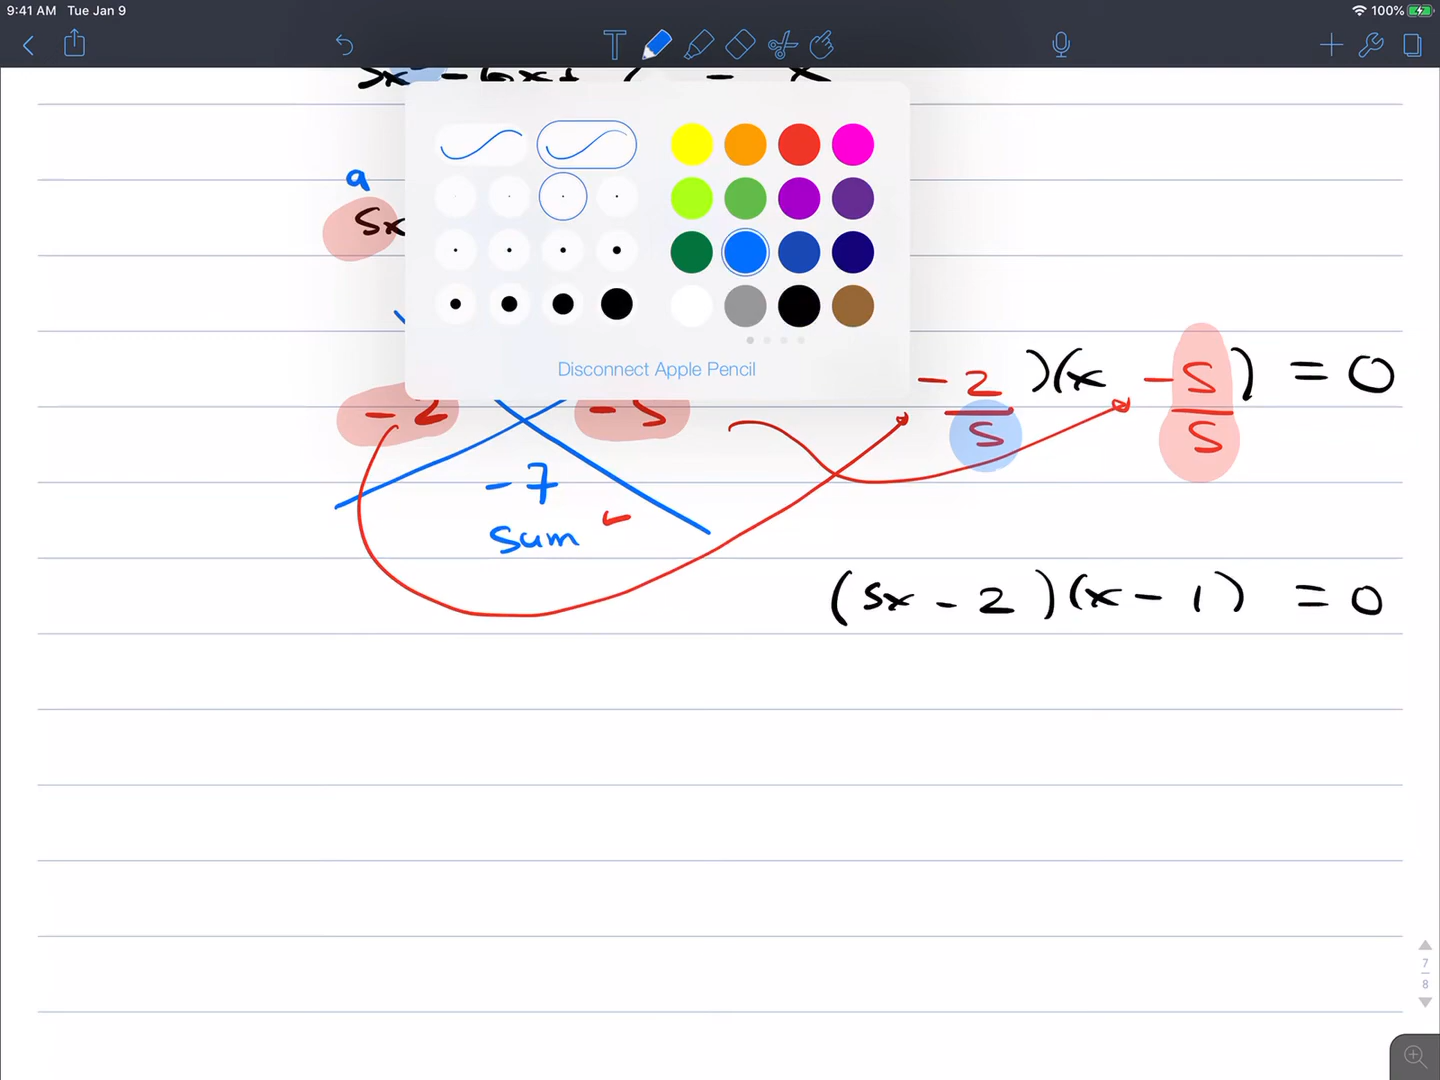 9:41 AM Tue Jan 9 100%
T
a
5x
Disconnect Apple Pencil
-2 )(x -5 ) = 0
5 5
-2 -5
-7
Sum
(5x - 2)(x - 1) = 0
7
8